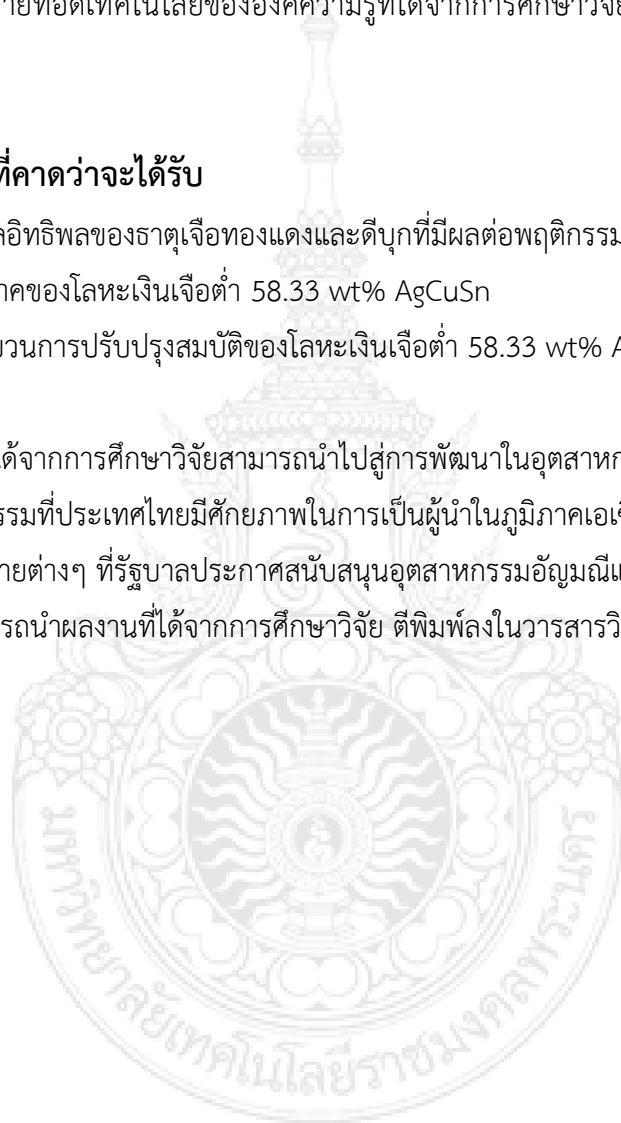 ายทอดเทคโนโลยีขององค์ความรู้ที่ได้จากการศึกษาวิจัย
ที่คาดว่าจะได้รับ
ลอิทธิพลของธาตุเจือทองแดงและดีบุกที่มีผลต่อพฤติกรรม
าคของโลหะเงินเจือต่ำ 58.33 wt% AgCuSn
บวนการปรับปรุงสมบัติของโลหะเงินเจือต่ำ 58.33 wt% A
ด้จากการศึกษาวิจัยสามารถนำไปสู่การพัฒนาในอุตสาหก
รรมที่ประเทศไทยมีศักยภาพในการเป็นผู้นำในภูมิภาคเอเชี
ายต่างๆ ที่รัฐบาลประกาศสนับสนุนอุตสาหกรรมอัญมณีแ
รถนำผลงานที่ได้จากการศึกษาวิจัย ตีพิมพ์ลงในวารสารวิ
มหาวิทยาลัยเทคโนโลยีราชมงคลพระนคร